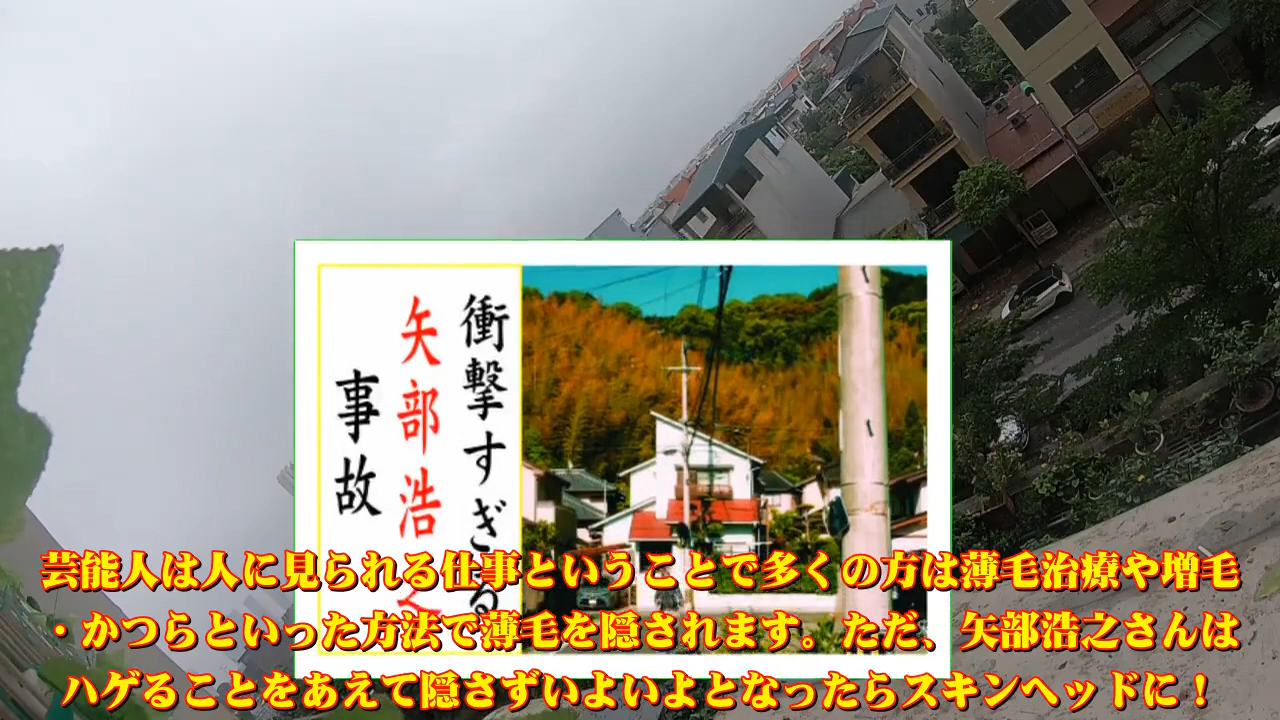 衝撃すぎる
矢部浩之
事故
芸能人は人に見られる仕事ということで多くの方は薄毛治療や増毛
・かつらといった方法で薄毛を隠されます。ただ、矢部浩之さんは
ハゲることをあえて隠さずいよいよとなったらスキンヘッドに！